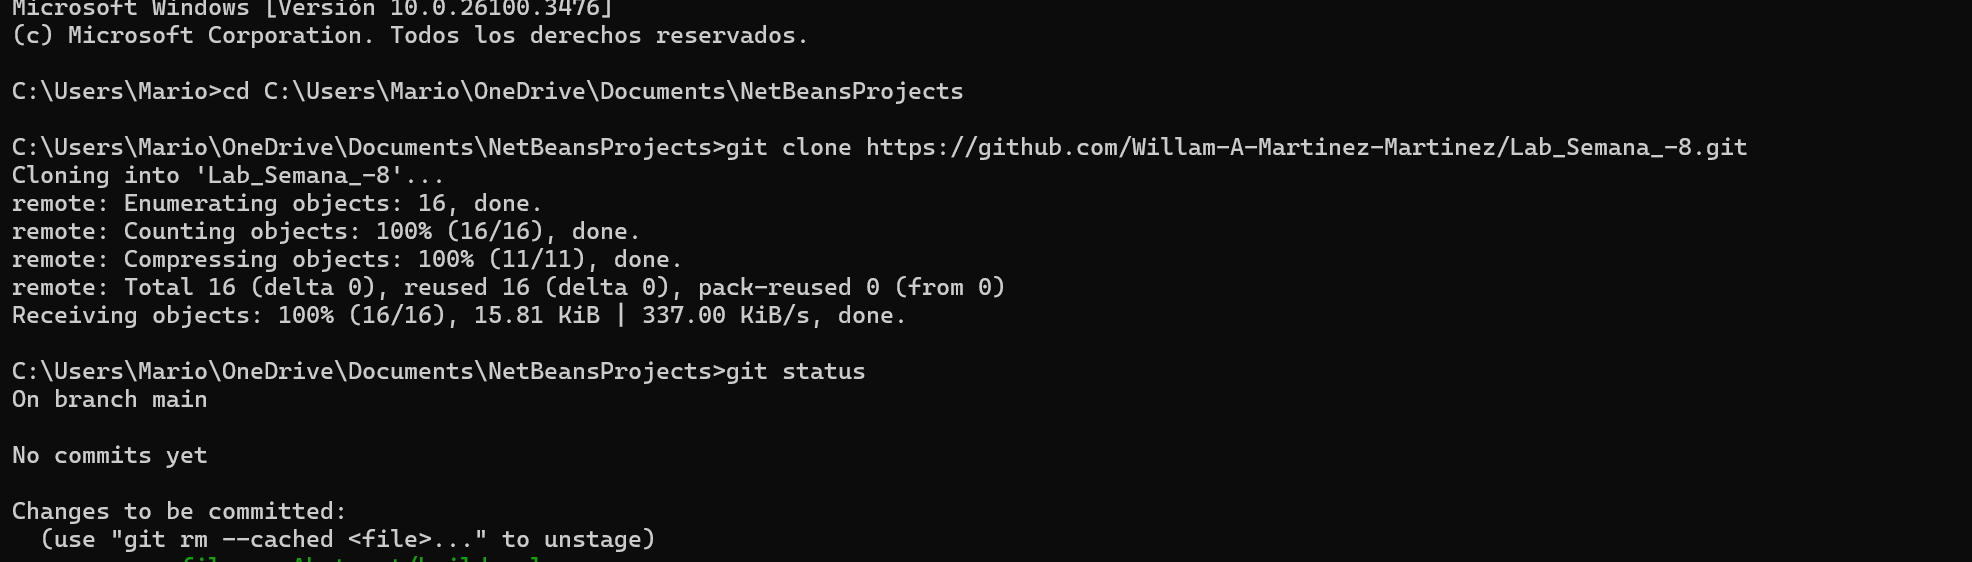 Microsoft Windows [Versión 10.0.26100.3476]
(c) Microsoft Corporation. Todos los derechos reservados.
C:\Users\Mario>cd C:\Users\Mario\OneDrive\Documents\NetBeansProjects
C:\Users\Mario\OneDrive\Documents\NetBeansProjects>git clone https://github.com/Willam-A-Martinez-Martinez/Lab_Semana_-8.git
Cloning into 'Lab_Semana_-8'...
remote: Enumerating objects: 16, done.
remote: Counting objects: 100% (16/16), done.
remote: Compressing objects: 100% (11/11), done.
remote: Total 16 (delta 0), reused 16 (delta 0), pack-reused 0 (from 0)
Receiving objects: 100% (16/16), 15.81 KiB | 337.00 KiB/s, done.
C:\Users\Mario\OneDrive\Documents\NetBeansProjects>git status
On branch main
No commits yet
Changes to be committed:
(use "git rm --cached <file>..." to unstage)